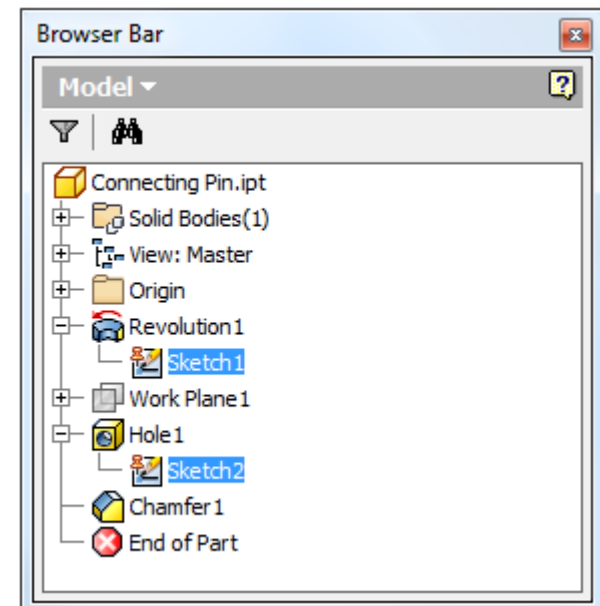 Browser Bar
Model
Connecting Pin.ipt
Solid Bodies(1)
View: Master
Origin
Revolution1
Sketch1
Work Plane1
Hole1
Sketch2
Chamfer1
End of Part